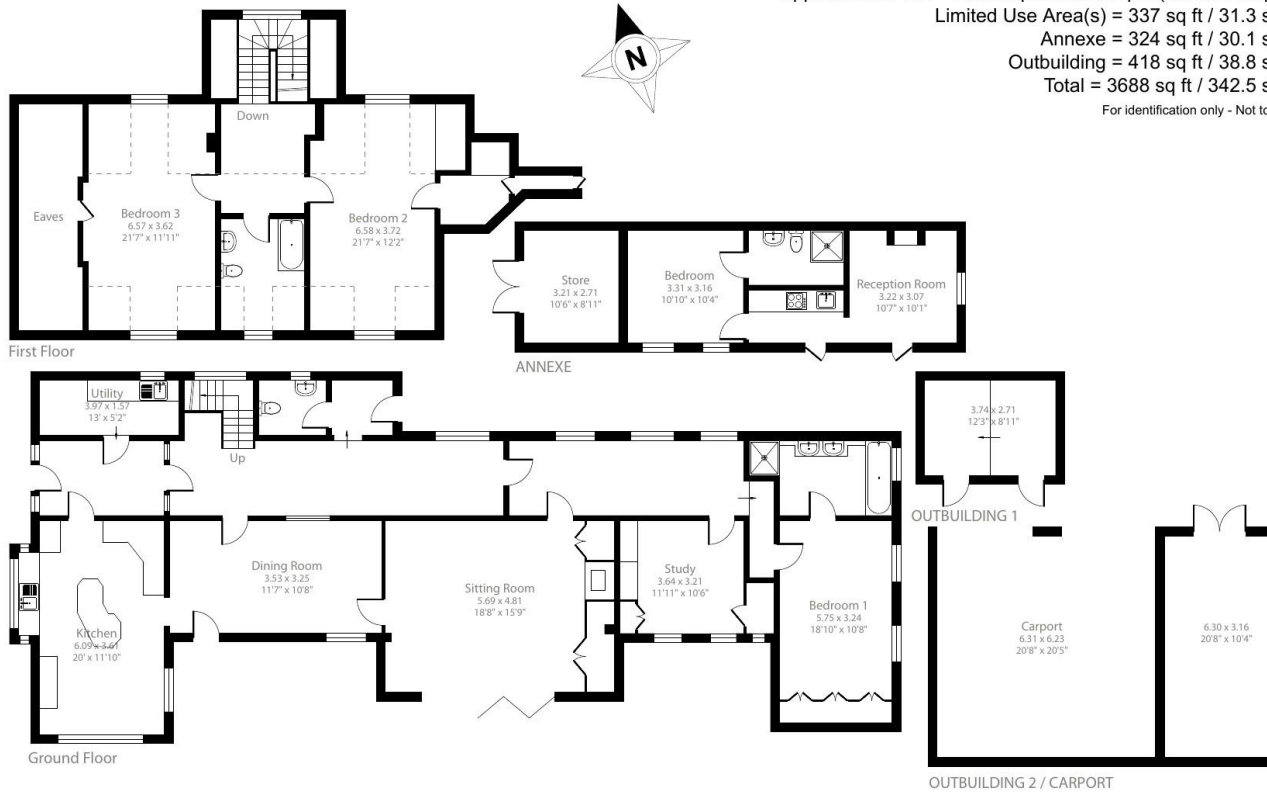 Limited Use Area(s) = 337 sq ft / 31.3 s
Annexe = 324 sq ft / 30.1 s
Outbuilding = 418 sq ft / 38.8 s
Total = 3688 sq ft / 342.5 s
For identification only - Not to
N
Down
Eaves
Bedroom 3
6.57 x 3.62
21'7" x 11'11"
Bedroom 2
6.58 x 3.72
21'7" x 12'2"
First Floor
Store
3.21 x 2.71
10'6" x 8'11"
Bedroom
3.31 x 3.16
10'10" x 10'4"
Reception Room
3.22 x 3.07
10'7" x 10'1"
ANNEXE
Utility
3.97 x 1.57
13' x 5'2"
Up
3.74 x 2.71
12'3" x 8'11"
OUTBUILDING 1
Kitchen
6.09 x 3.61
20' x 11'10"
Dining Room
3.53 x 3.25
11'7" x 10'8"
Sitting Room
5.69 x 4.81
18'8" x 15'9"
Study
3.64 x 3.21
11'11" x 10'6"
Bedroom 1
5.75 x 3.24
18'10" x 10'8"
Carport
6.31 x 6.23
20'8" x 20'5"
6.30 x 3.16
20'8" x 10'4"
Ground Floor
OUTBUILDING 2 / CARPORT